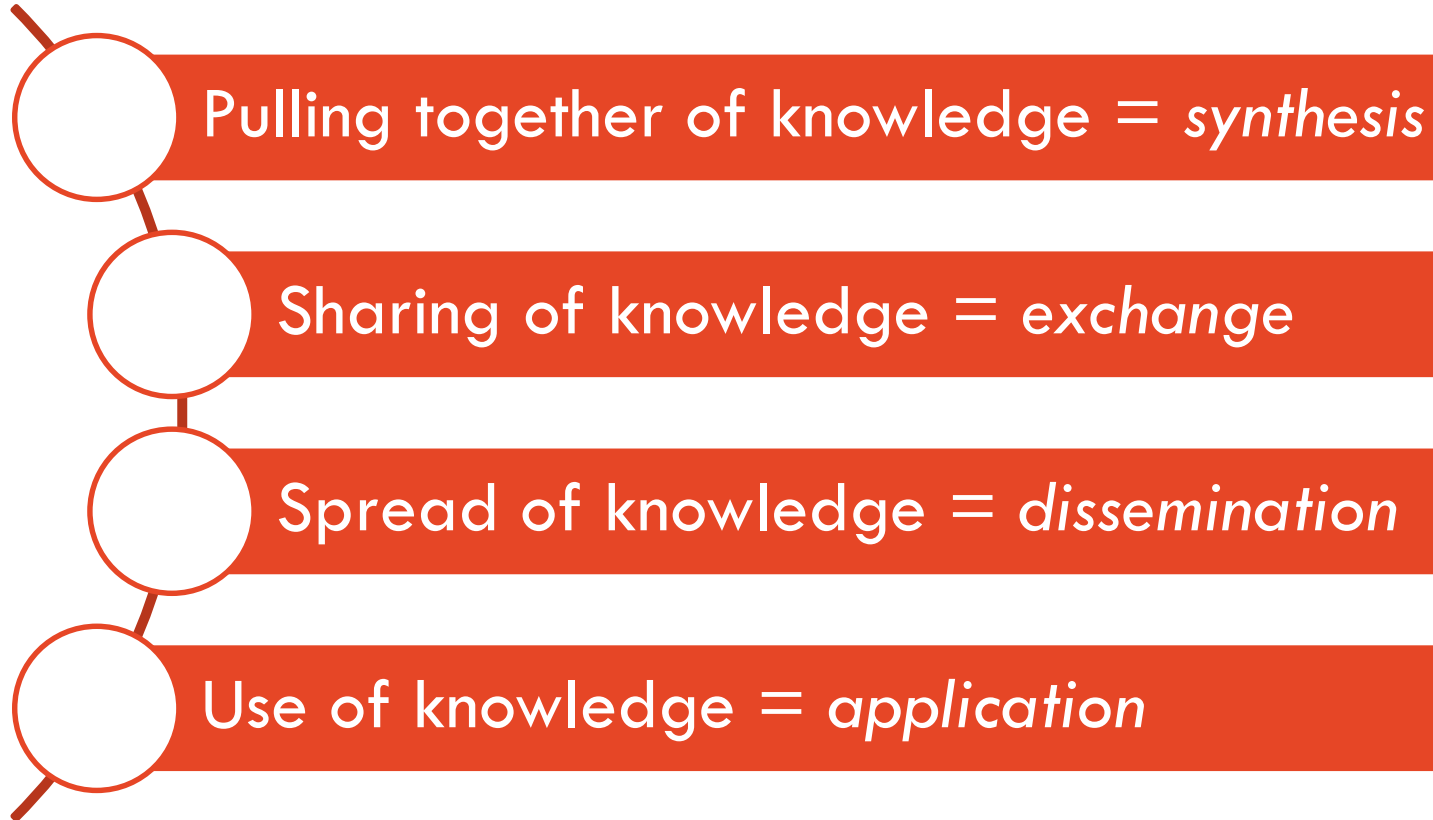 Pulling together of knowledge = synthesis
Sharing of knowledge = exchange
Spread of knowledge = dissemination
Use of knowledge = application